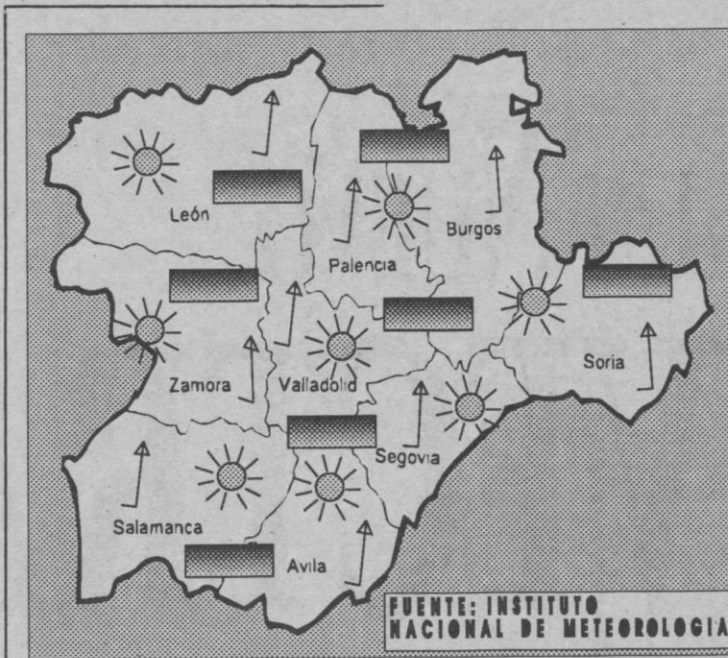 León
Burgos
Palencia
Soria
Zamora
Valladolid
Segovia
Salamanca
Avila
FUENTE: INSTITUTO
NACIONAL DE METEOROLOGIA